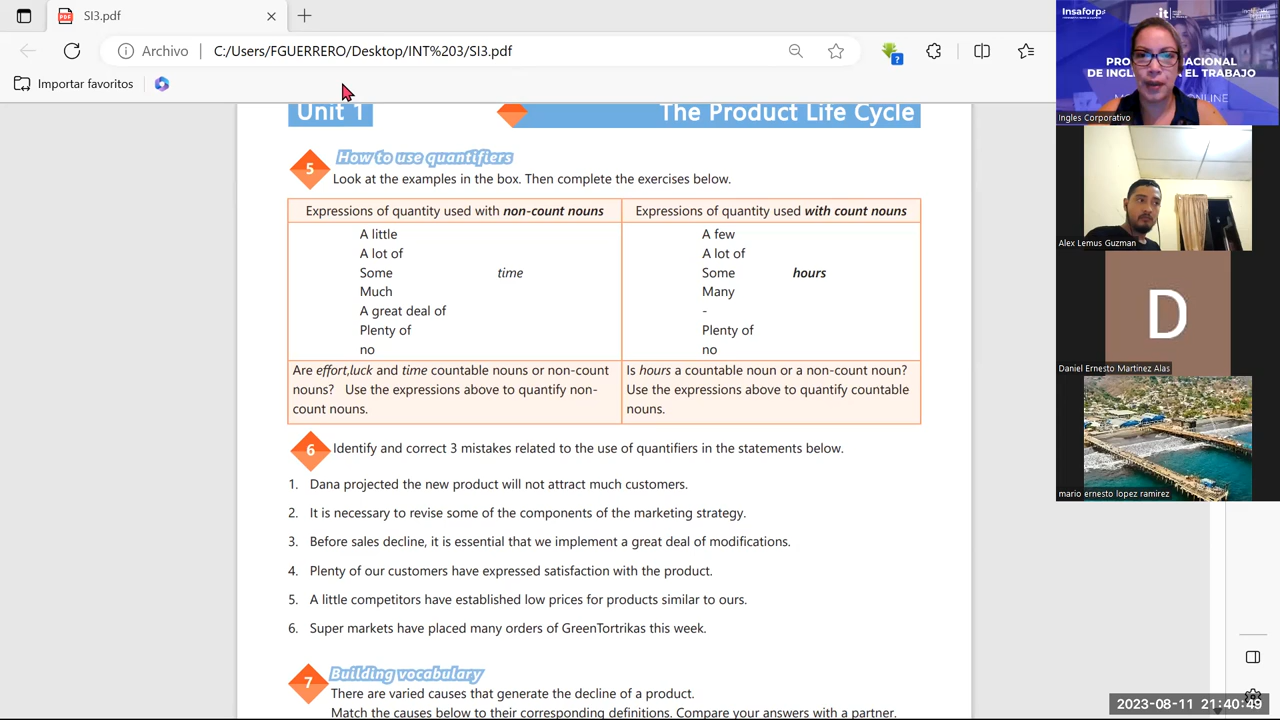 SI3.pdf
Archivo
C:/Users/FGUERRERO/Desktop/INT%203/SI3.pdf
?
Importar favoritos
Unit 1
The Product Life Cycle
5
How to use quantifiers
Look at the examples in the box. Then complete the exercises below.
Expressions of quantity used with non-count nouns
Expressions of quantity used with count nouns
A little
A lot of
Some
time
Much
A great deal of
Plenty of
no
A few
A lot of
Some
hours
Many
-
Plenty of
no
Are effort,luck and time countable nouns or non-count
nouns? Use the expressions above to quantify non-
count nouns.
Is hours a countable noun or a non-count noun?
Use the expressions above to quantify countable
nouns.
6
Identify and correct 3 mistakes related to the use of quantifiers in the statements below.
1. Dana projected the new product will not attract much customers.
2. It is necessary to revise some of the components of the marketing strategy.
3. Before sales decline, it is essential that we implement a great deal of modifications.
4. Plenty of our customers have expressed satisfaction with the product.
5. A little competitors have established low prices for products similar to ours.
6. Super markets have placed many orders of GreenTortrikas this week.
7
Building vocabulary
There are varied causes that generate the decline of a product.
Match the causes below to their corresponding definitions. Compare your answers with a partner.
Insaforp
Ingles Corporativo
Alex Lemus Guzman
D
Daniel Ernesto Martinez Alas
mario ernesto lopez ramirez
2023-08-11 21:40:49